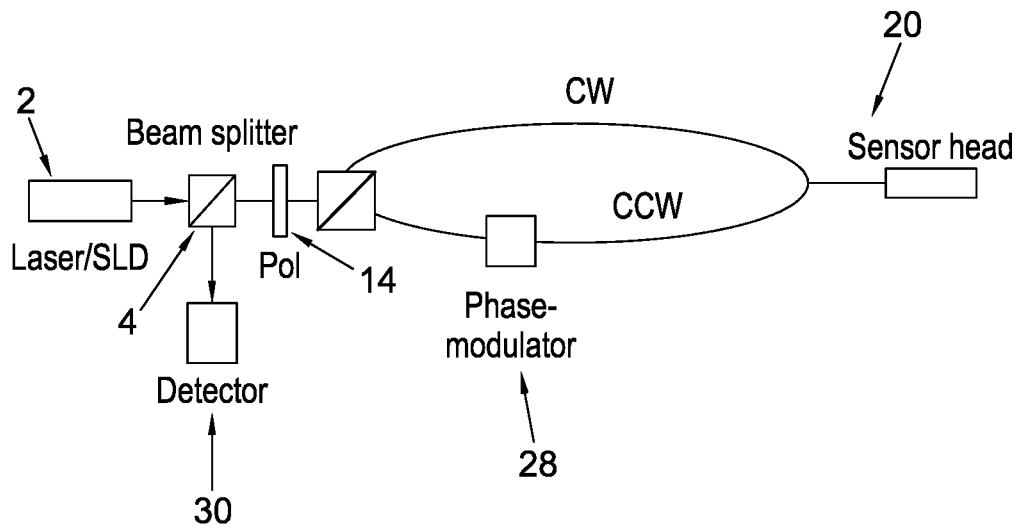 20
CW
2
Beam splitter
Sensor head
CCW
Laser/SLD
Pol
14
4
Phase-
modulator
Detector
28
30